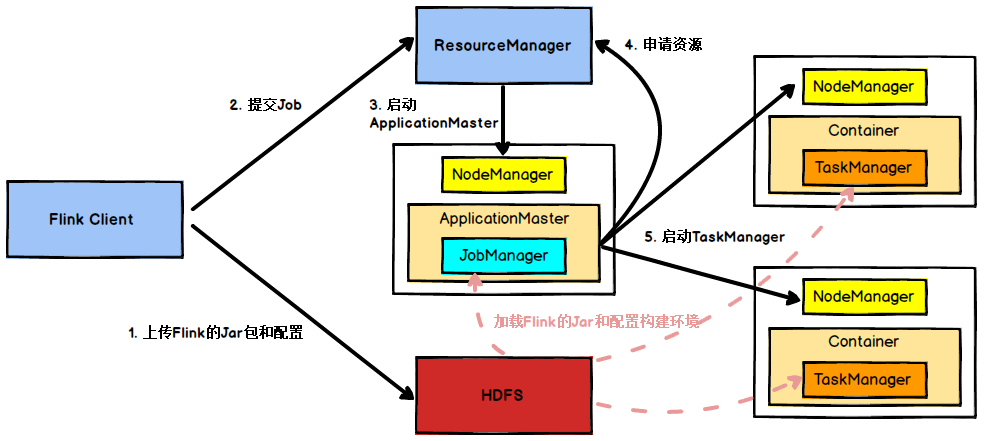 ResourceManager
4. 申请资源
2. 提交Job
3. 启动
ApplicationMaster
NodeManager
Container
TaskManager
NodeManager
ApplicationMaster
JobManager
Flink Client
5. 启动TaskManager
NodeManager
Container
TaskManager
加载Flink的Jar和配置构建环境
1. 上传Flink的Jar包和配置
HDFS